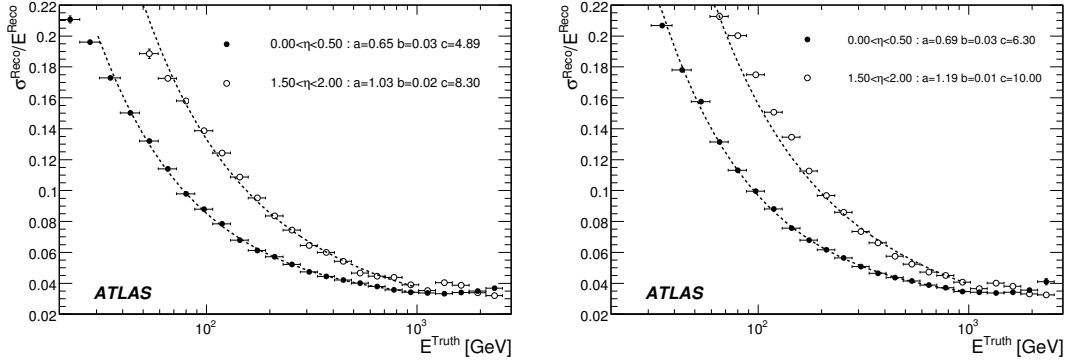 σ^Reco/E^Reco
0.22
0.2
0.18
0.16
0.14
0.12
0.1
0.08
0.06
0.04
0.02
0.00<η<0.50 : a=0.65 b=0.03 c=4.89
1.50<η<2.00 : a=1.03 b=0.02 c=8.30
ATLAS
10^2
10^3
E^Truth [GeV]
σ^Reco/E^Reco
0.22
0.2
0.18
0.16
0.14
0.12
0.1
0.08
0.06
0.04
0.02
0.00<η<0.50 : a=0.69 b=0.03 c=6.30
1.50<η<2.00 : a=1.19 b=0.01 c=10.00
ATLAS
10^2
10^3
E^Truth [GeV]